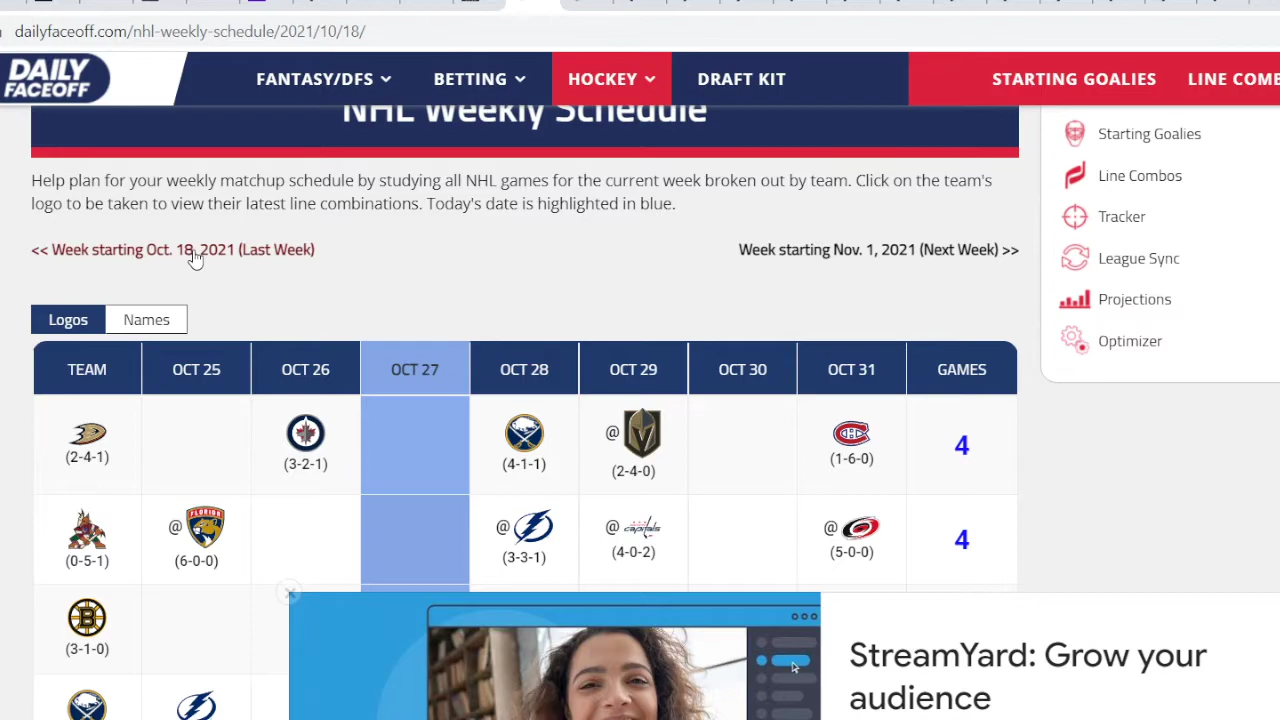 dailyfaceoff.com/nhl-weekly-schedule/2021/10/18/
DAILY
FACEOFF
FANTASY/DFS
BETTING
HOCKEY
DRAFT KIT
STARTING GOALIES
LINE COMB
NHL Weekly Schedule
Help plan for your weekly matchup schedule by studying all NHL games for the current week broken out by team. Click on the team's
logo to be taken to view their latest line combinations. Today's date is highlighted in blue.
<< Week starting Oct. 18, 2021 (Last Week)
Week starting Nov. 1, 2021 (Next Week) >>
Starting Goalies
Line Combos
Tracker
League Sync
Projections
Optimizer
Logos
Names
TEAM OCT 25 OCT 26 OCT 27 OCT 28 OCT 29 OCT 30 OCT 31 GAMES
@ 4
(2-4-1) (3-2-1) (4-1-1) (2-4-0) (1-6-0)
@ FLORIDA @ @ capitals @ 4
(0-5-1) (6-0-0) (3-3-1) (4-0-2) (5-0-0)
B
(3-1-0)
StreamYard: Grow your
audience